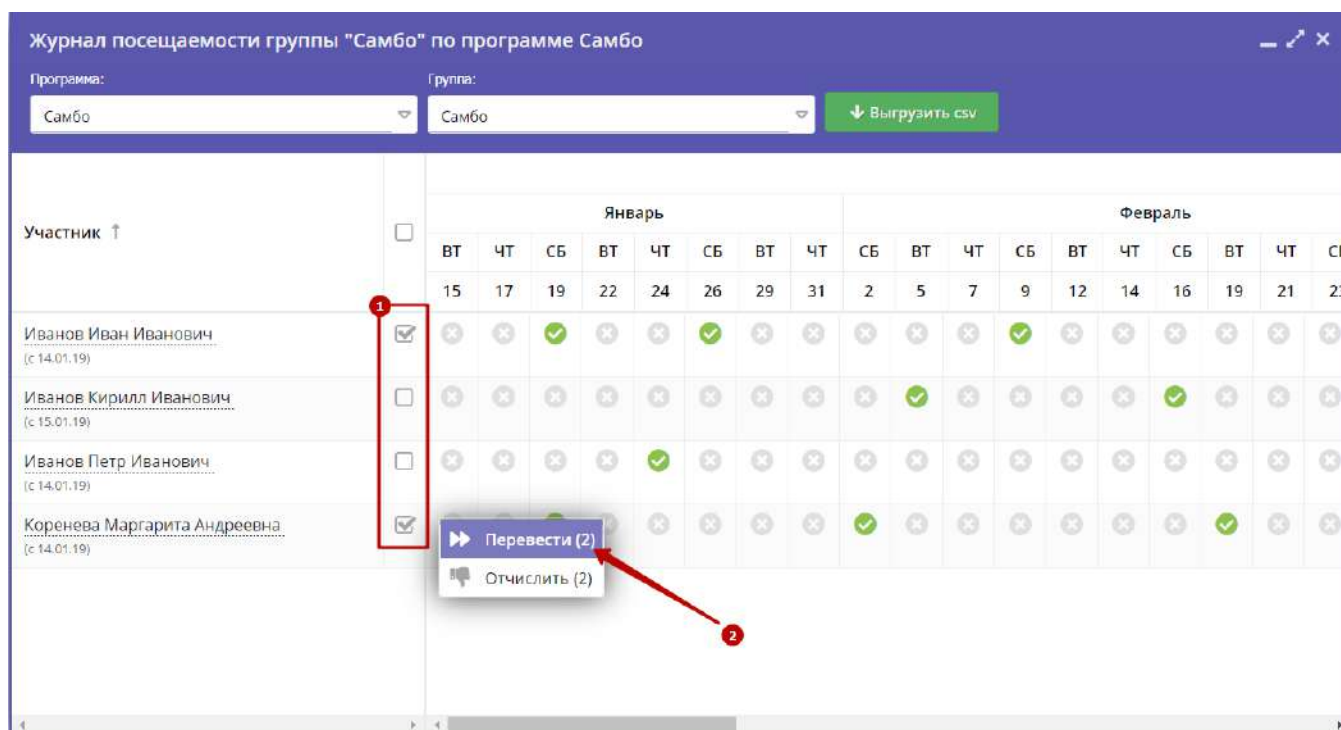 Журнал посещаемости группы "Самбо" по программе Самбо
Программа: Группа:
Самбо Самбо Выгрузить csv
Январь Февраль
Участник ↑
ВТ ЧТ СБ ВТ ЧТ СБ ВТ ЧТ СБ ВТ ЧТ СБ ВТ ЧТ СБ ВТ ЧТ
15 17 19 22 24 26 29 31 2 5 7 9 12 14 16 19 21
1
Иванов Иван Иванович
(с 14.01.19)
Иванов Кирилл Иванович
(с 15.01.19)
Иванов Петр Иванович
(с 14.01.19)
Коренева Маргарита Андреевна
(с 14.01.19)
Перевести (2)
Отчислить (2)
2